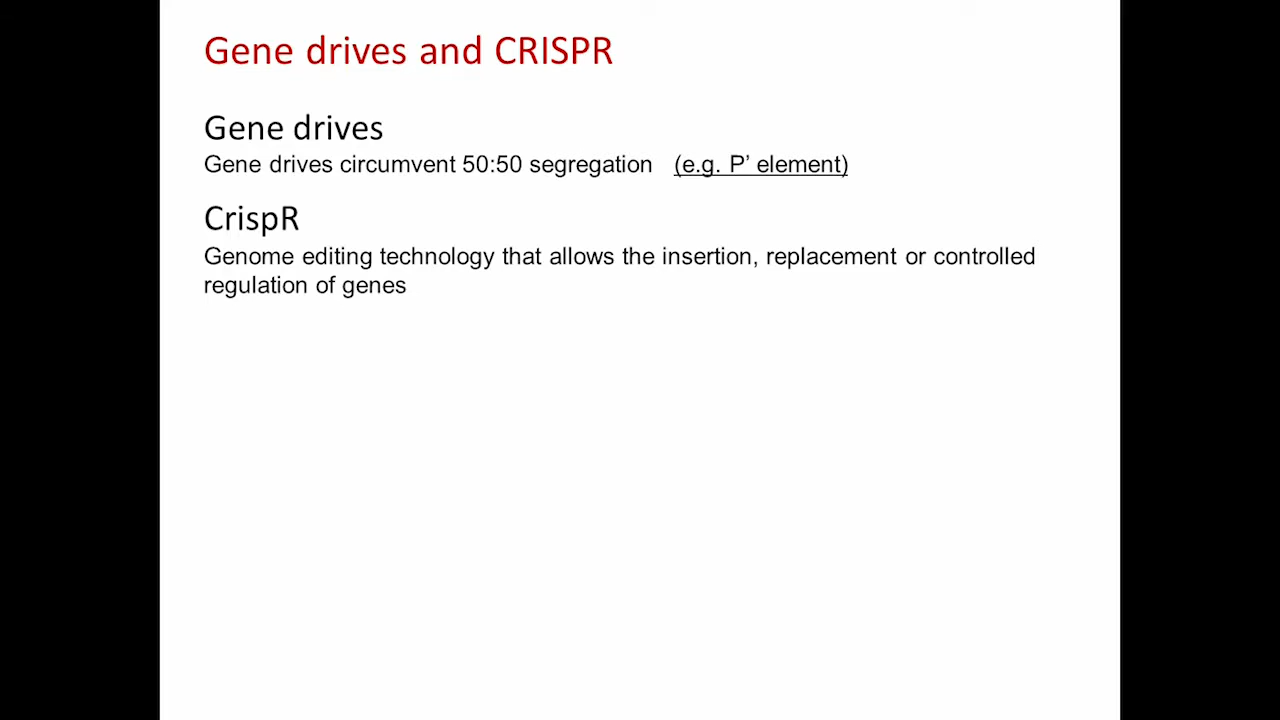 Gene drives and CRISPR
Gene drives
Gene drives circumvent 50:50 segregation (e.g. P’ element)
CrispR
Genome editing technology that allows the insertion, replacement or controlled
regulation of genes